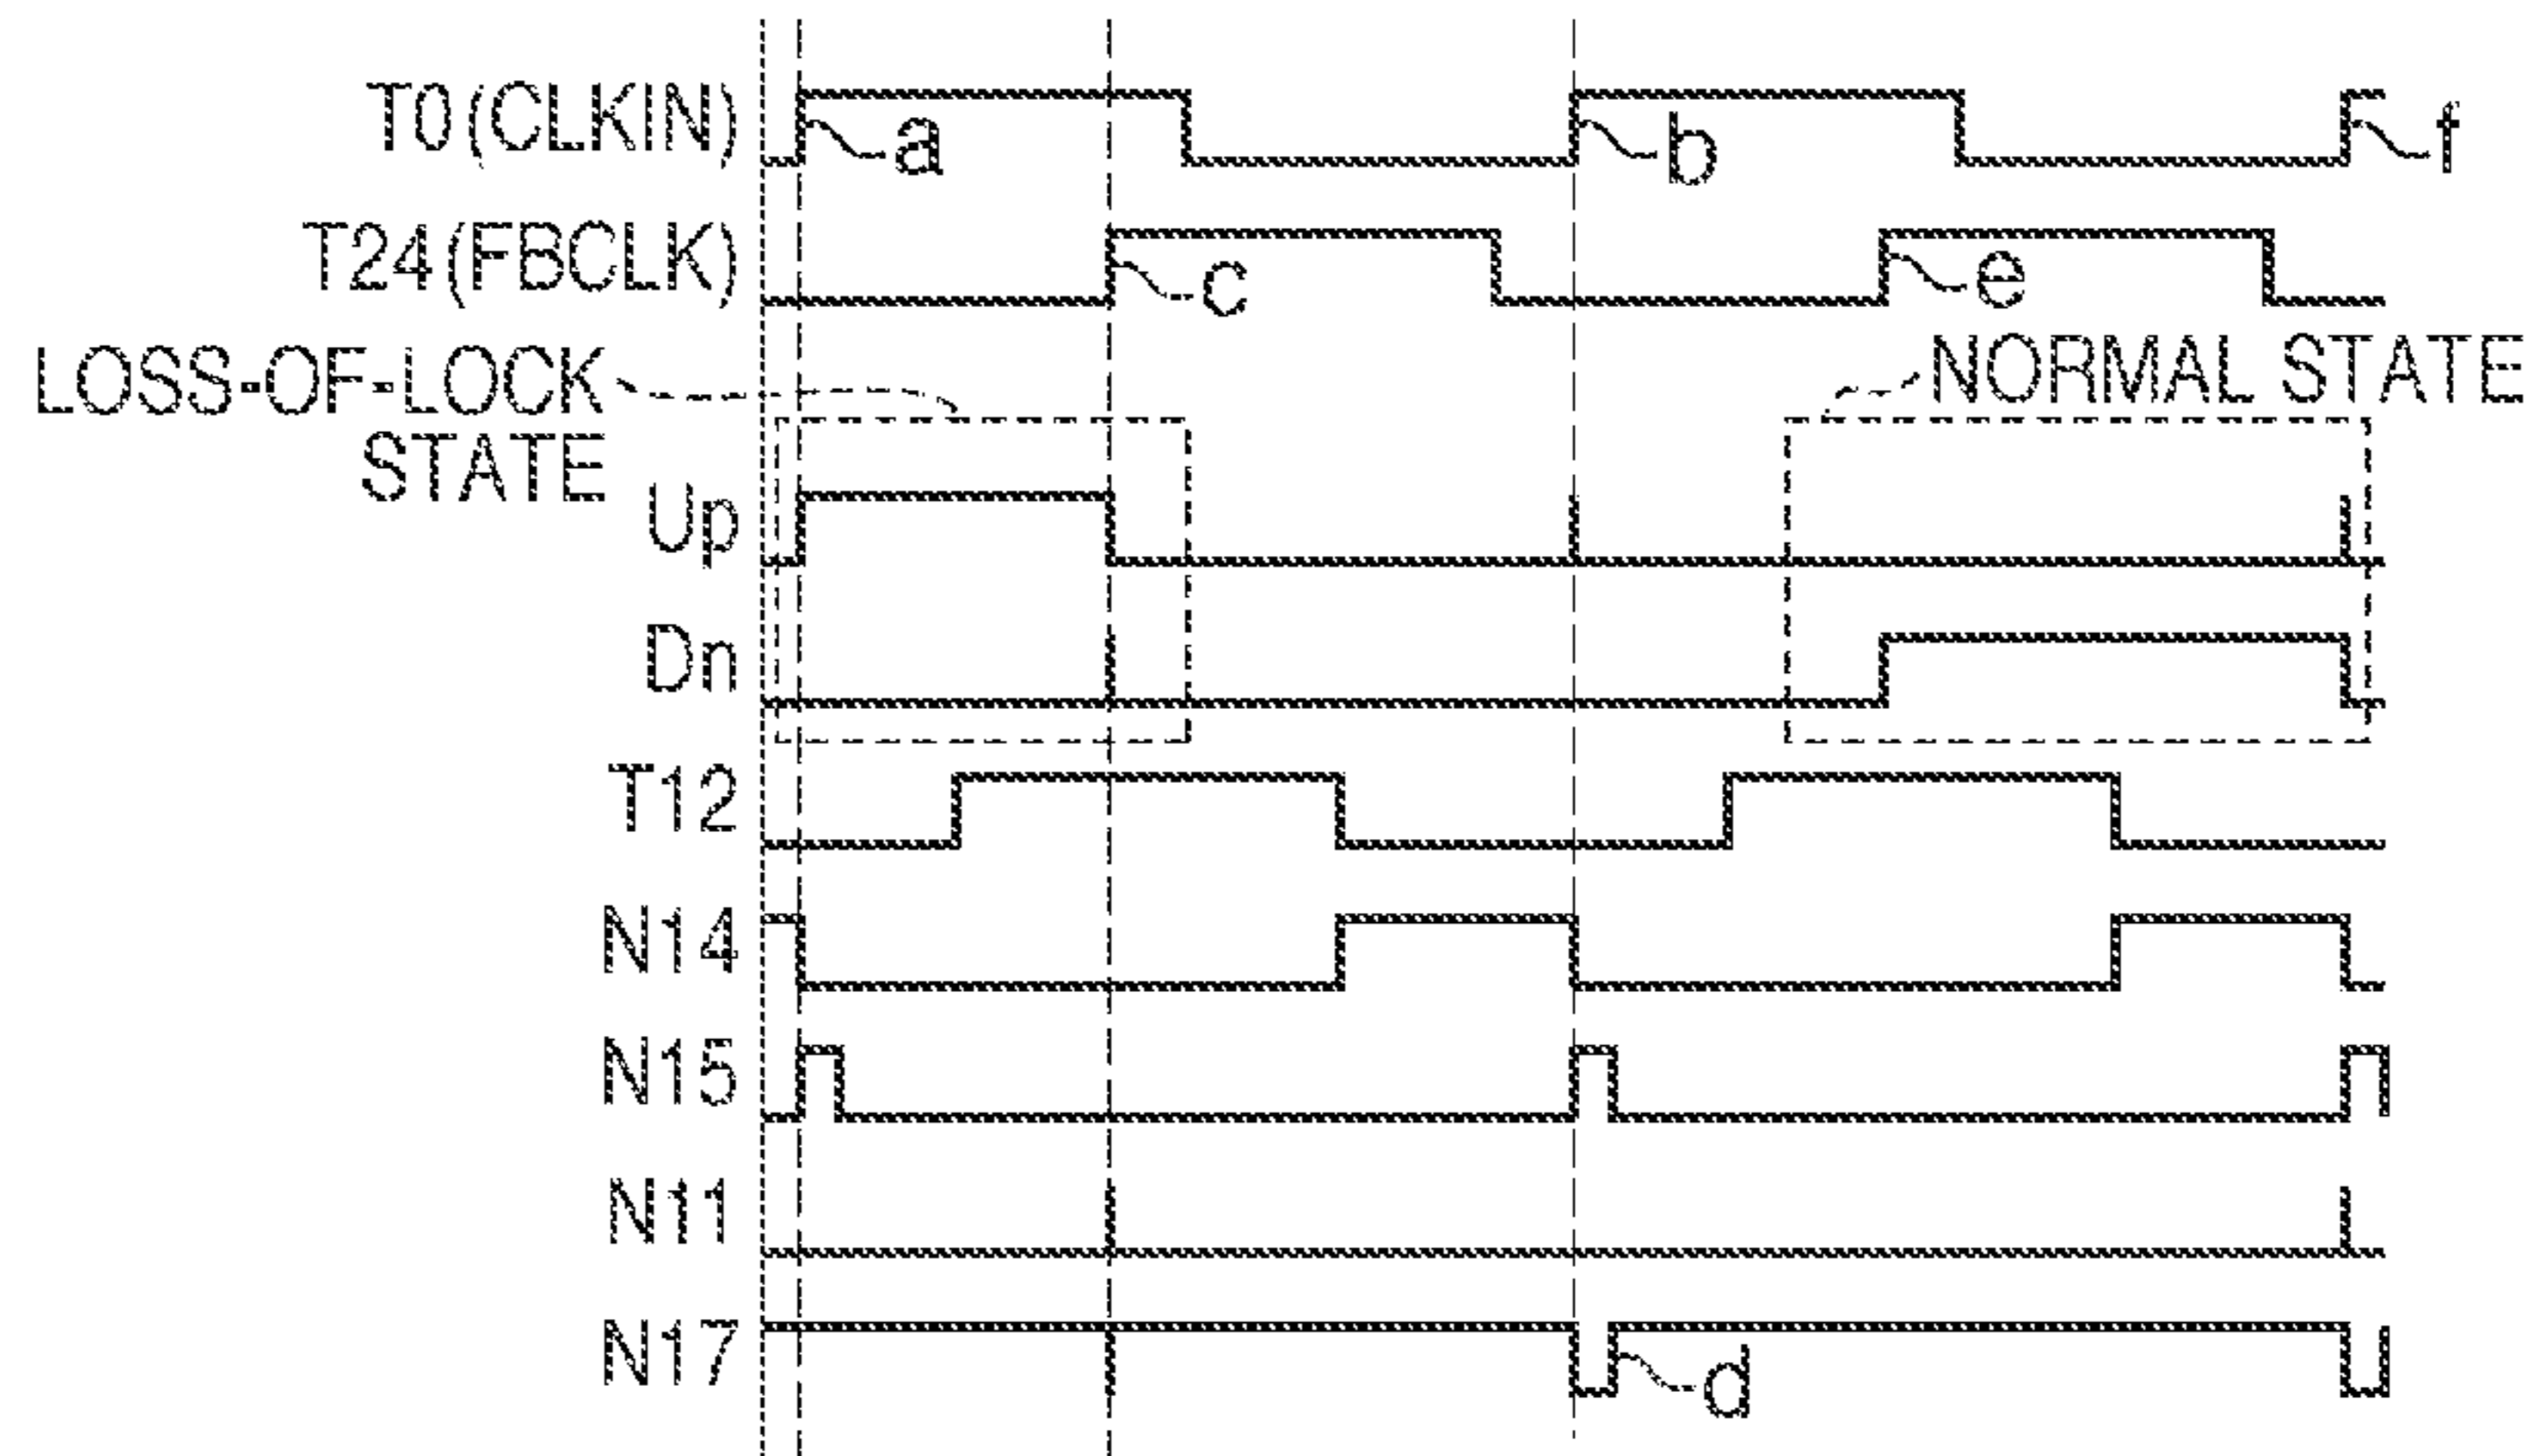 T0(CLKIN)
a
b
f
T24(FBCLK)
c
e
LOSS-OF-LOCK
STATE
NORMAL STATE
Up
Dn
T12
N14
N15
N11
N17
d